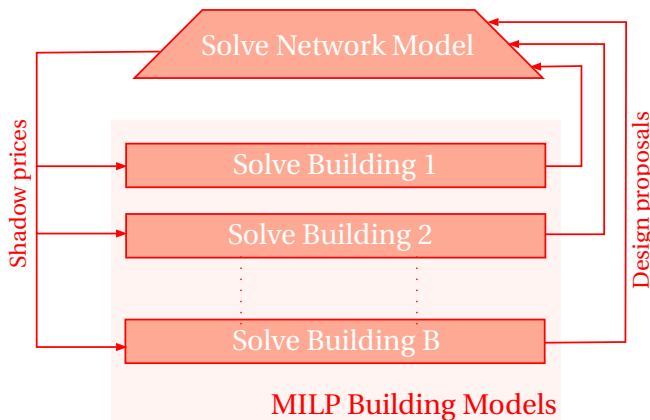 Solve Network Model
Shadow prices
Solve Building 1
Solve Building 2
Solve Building B
Design proposals
MILP Building Models